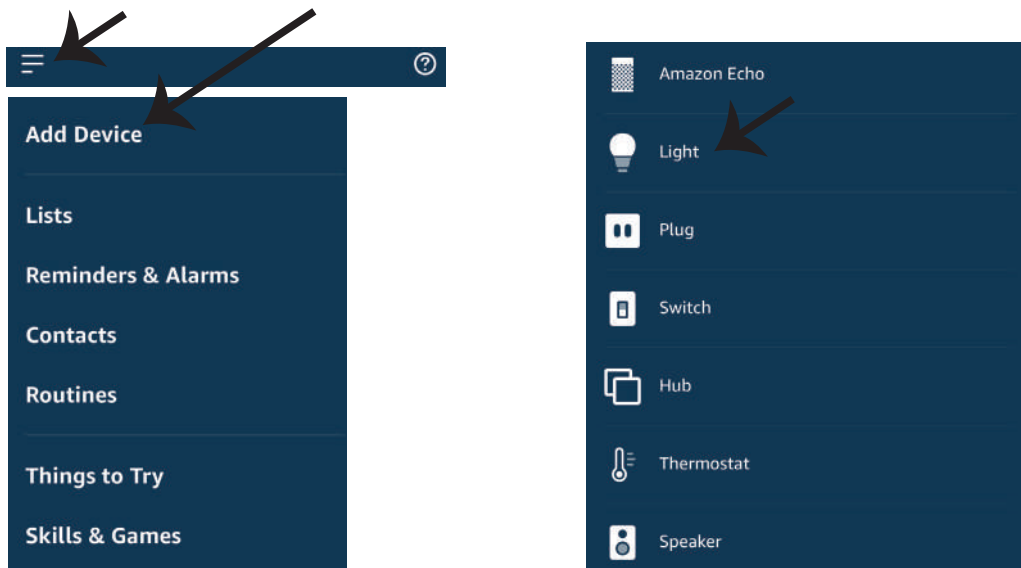 ?
Add Device
Lists
Reminders & Alarms
Contacts
Routines
Things to Try
Skills & Games
Amazon Echo
Light
Plug
Switch
Hub
Thermostat
Speaker